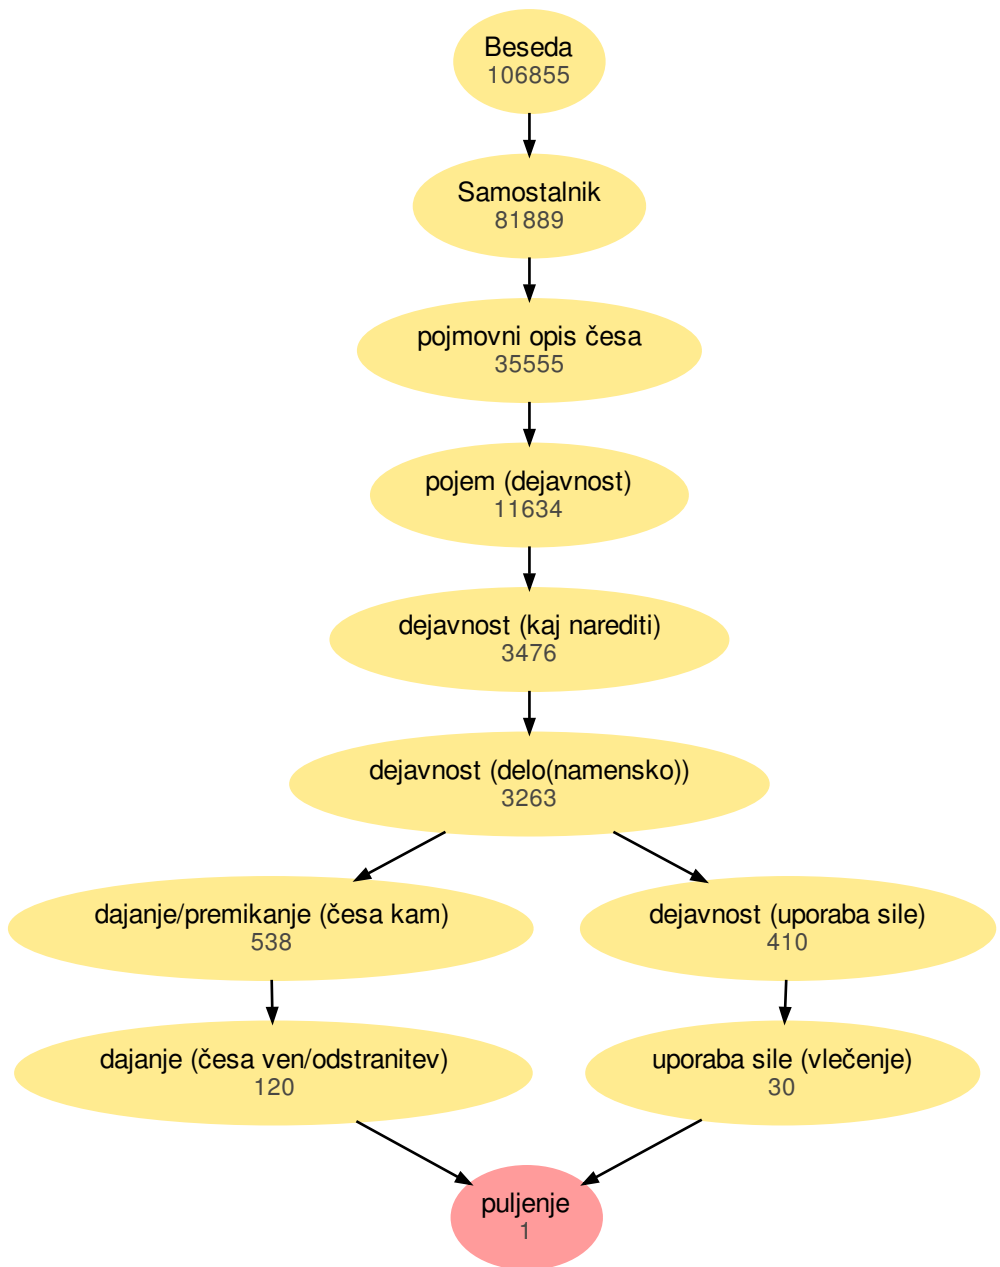 Beseda
106855
Samostalnik
81889
pojmovni opis česa
35555
pojem (dejavnost)
11634
dejavnost (kaj narediti)
3476
dejavnost (delo(namensko))
3263
dajanje/premikanje (česa kam)
538
dejavnost (uporaba sile)
410
dajanje (česa ven/odstranitev)
120
uporaba sile (vlečenje)
30
puljenje
1